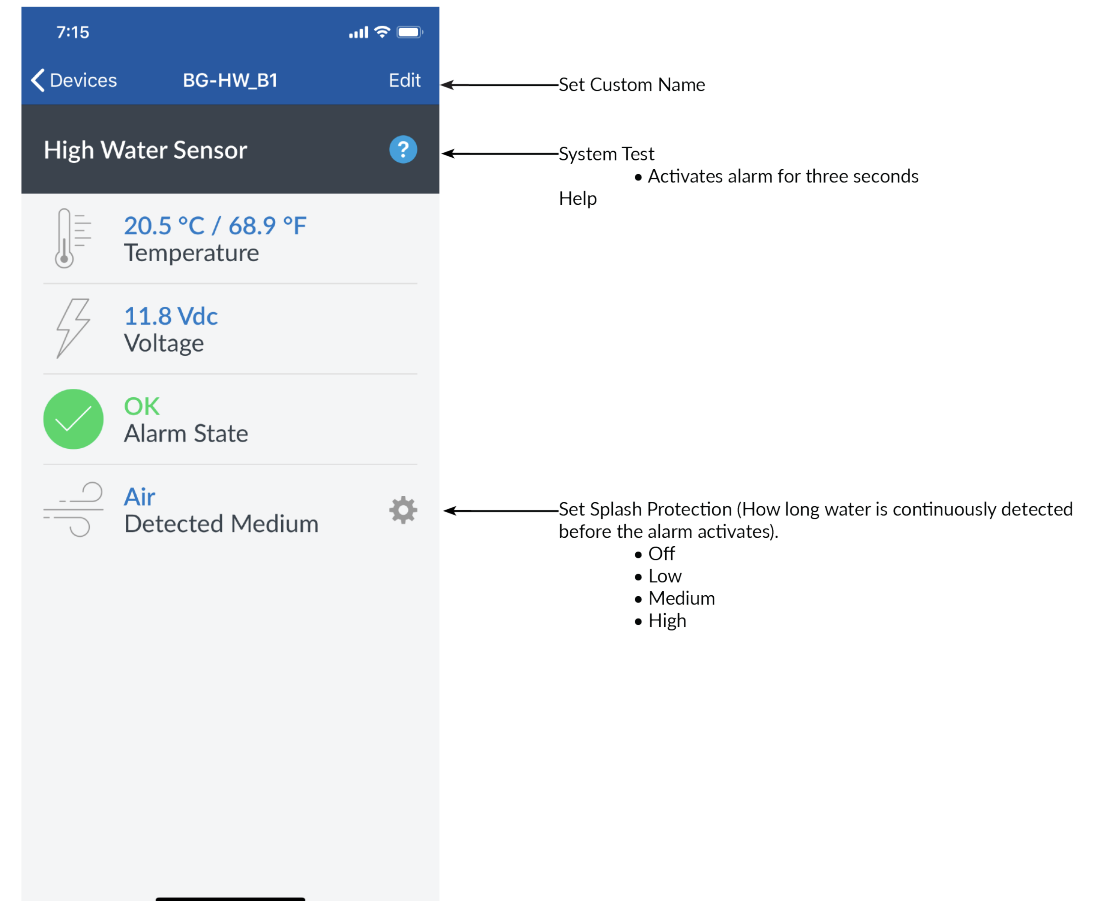 7:15
Devices BG-HW_B1 Edit
Set Custom Name
High Water Sensor ?
System Test
• Activates alarm for three seconds
Help
20.5 °C / 68.9 °F
Temperature
11.8 Vdc
Voltage
OK
Alarm State
Air
Detected Medium
Set Splash Protection (How long water is continuously detected
before the alarm activates).
• Off
• Low
• Medium
• High